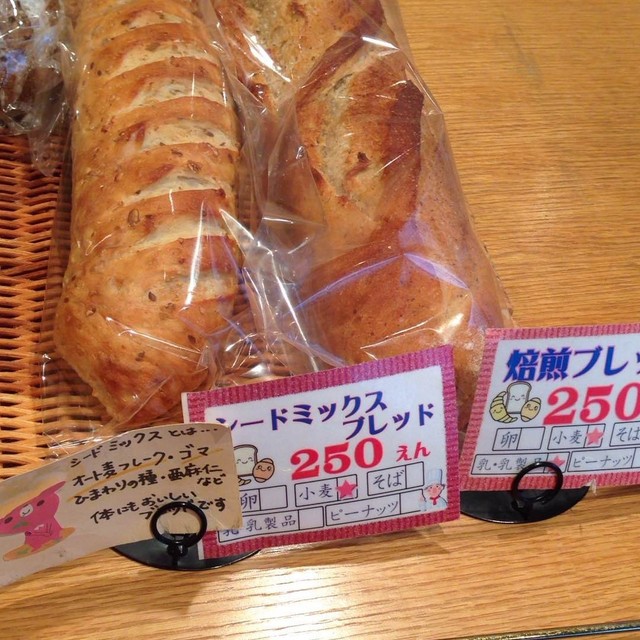 シードミックスとは..
オート麦フレーク・ゴマ
ひまわりの種・亜麻仁
など
体にもおいしい
です
シードミックス
ブレッド
250 えん
卵 小麦★ そば
乳・乳製品 ピーナッツ
焙煎ブレッ
250
卵 小麦★ そば
乳・乳製品★ ピーナッツ